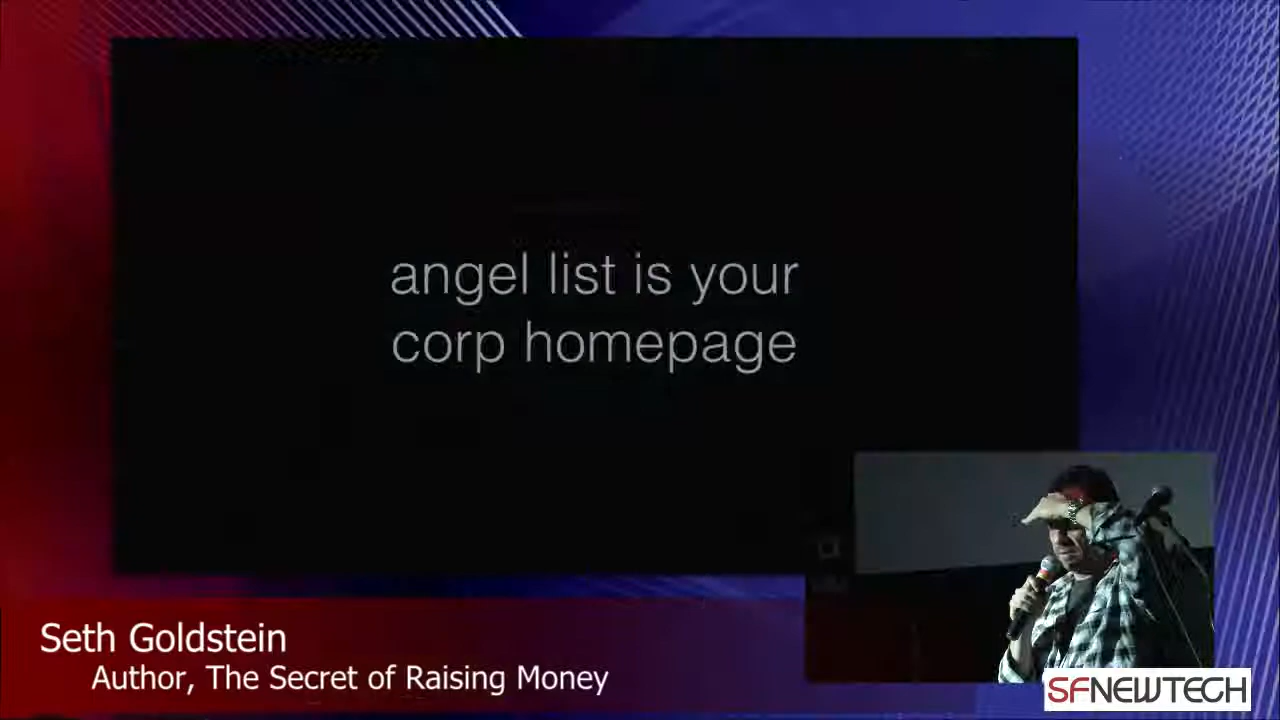 angel list is your
corp homepage
Seth Goldstein
Author, The Secret of Raising Money
SFNEWTECH